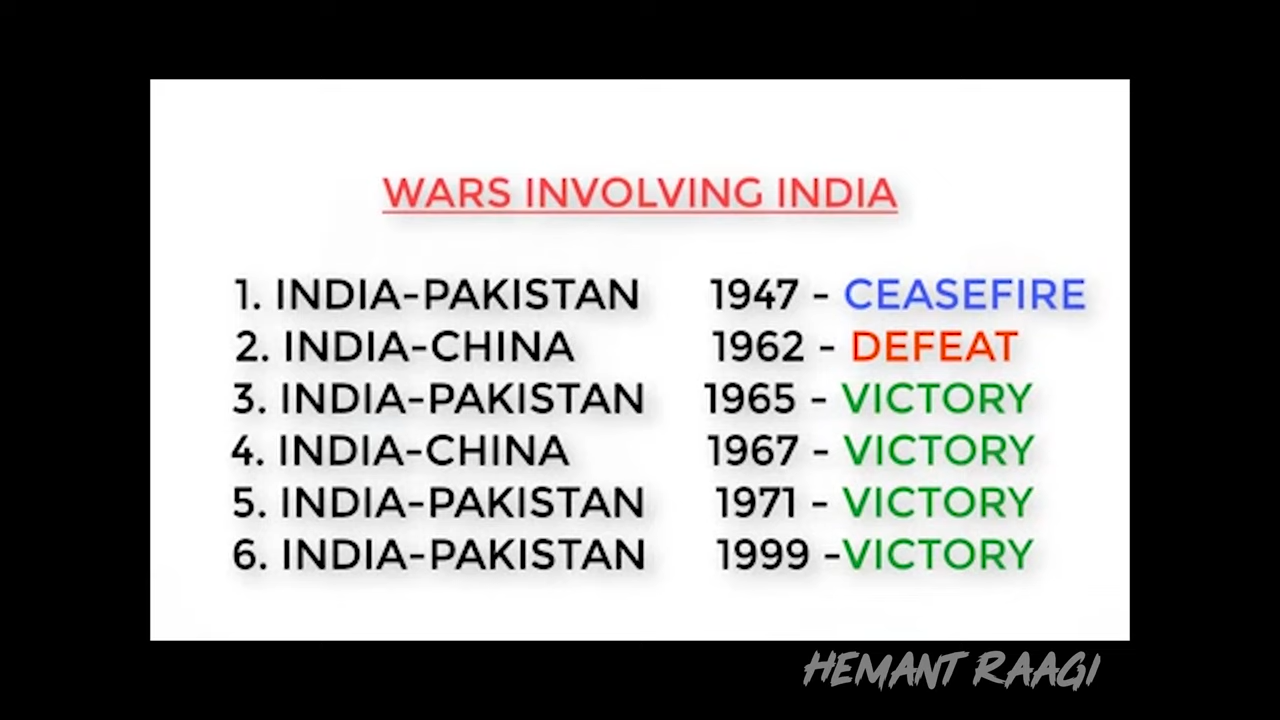 WARS INVOLVING INDIA
1. INDIA-PAKISTAN 1947 - CEASEFIRE
2. INDIA-CHINA 1962 - DEFEAT
3. INDIA-PAKISTAN 1965 - VICTORY
4. INDIA-CHINA 1967 - VICTORY
5. INDIA-PAKISTAN 1971 - VICTORY
6. INDIA-PAKISTAN 1999 -VICTORY
HEMANT RAAGI